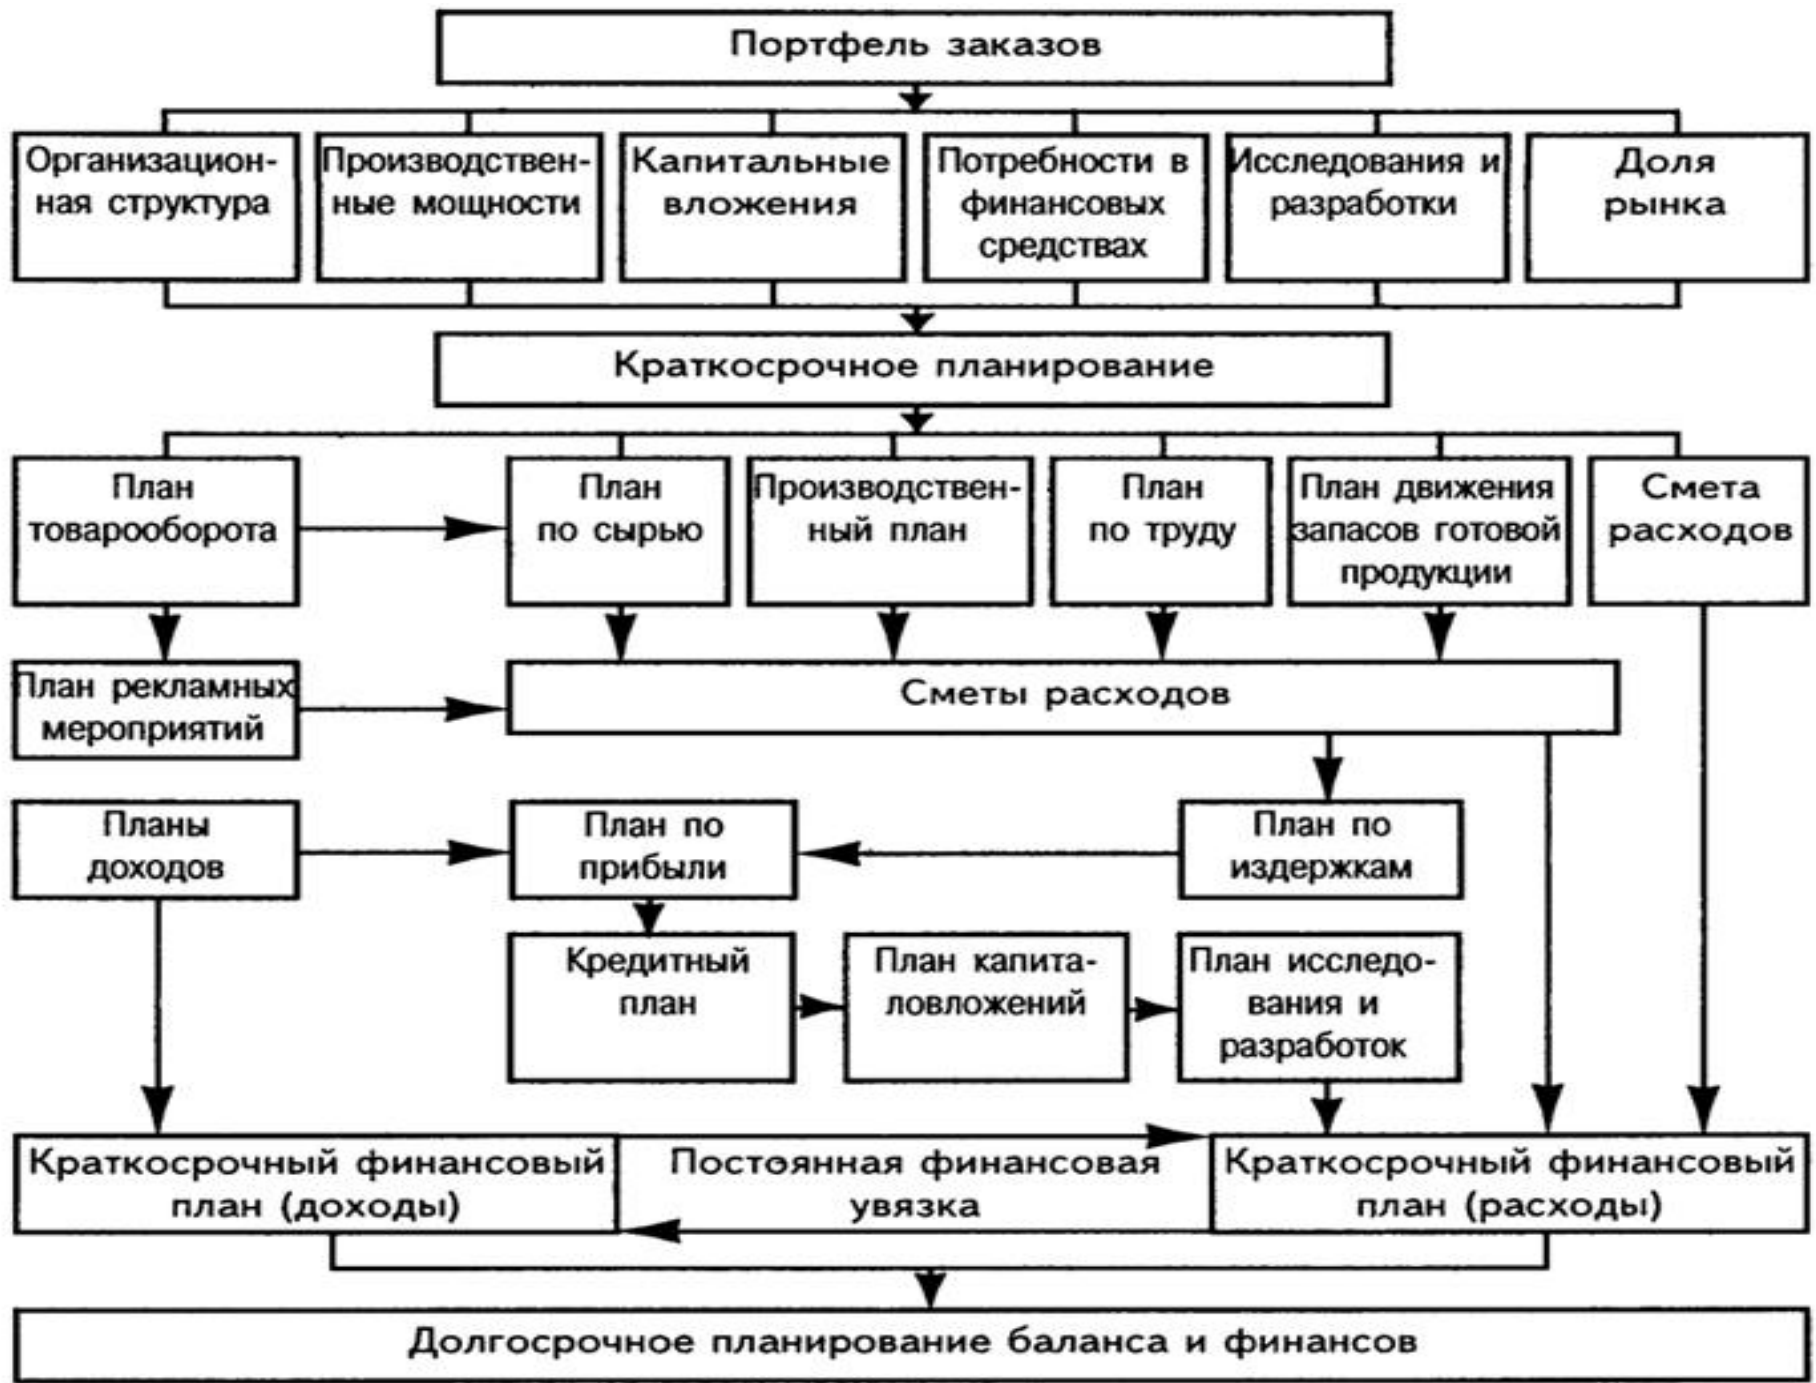 Портфель заказов
Организацион-
ная структура
Производствен-
ные мощности
Капитальные
вложения
Потребности в
финансовых
средствах
Исследования и
разработки
Доля
рынка
Краткосрочное планирование
План
товарооборота
План
по сырью
Производствен-
ный план
План
по труду
План движения
запасов готовой
продукции
Смета
расходов
План рекламных
мероприятий
Сметы расходов
Планы
доходов
План по
прибыли
План по
издержкам
Кредитный
план
План капита-
ловложений
План исследо-
вания и
разработок
Краткосрочный финансовый
план (доходы)
Постоянная финансовая
увязка
Краткосрочный финансовый
план (расходы)
Долгосрочное планирование баланса и финансов